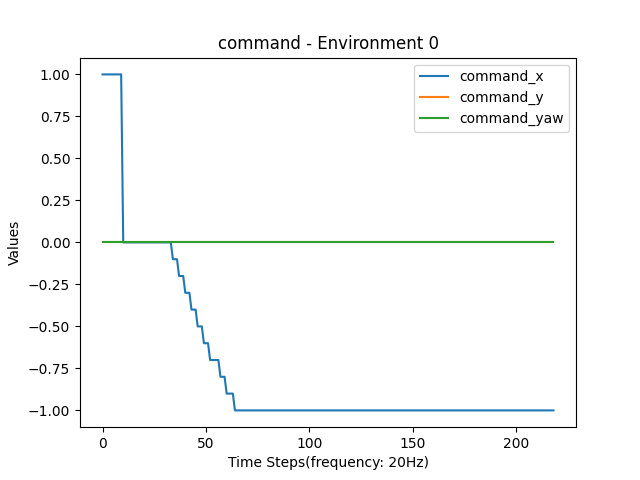 command - Environment 0
1.00
0.75
0.50
0.25
0.00
−0.25
−0.50
−0.75
−1.00
Values
command_x
command_y
command_yaw
0
50
100
150
200
Time Steps(frequency: 20Hz)